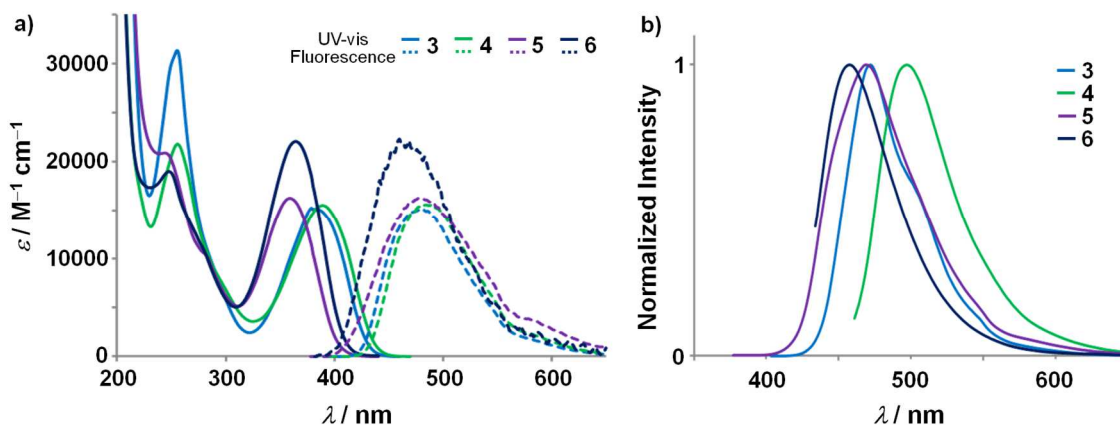 a)
UV-vis
Fluorescence
3 4 5 6
30000
20000
10000
0
ε / M⁻¹ cm⁻¹
200 300 400 500 600
λ / nm
b)
1
0
Normalized Intensity
3
4
5
6
400 500 600
λ / nm